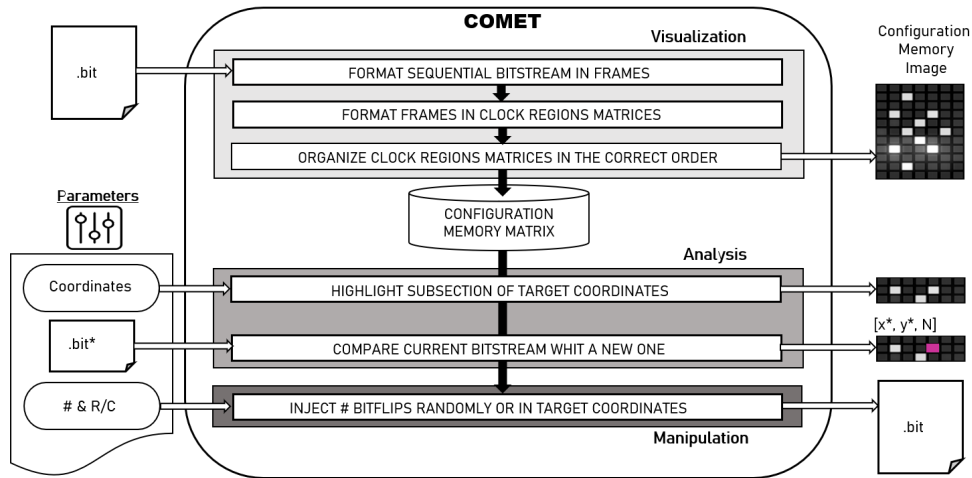 COMET
Visualization
.bit
FORMAT SEQUENTIAL BITSTREAM IN FRAMES
FORMAT FRAMES IN CLOCK REGIONS MATRICES
ORGANIZE CLOCK REGIONS MATRICES IN THE CORRECT ORDER
Configuration
Memory
Image
CONFIGURATION
MEMORY MATRIX
Parameters
Analysis
Coordinates
HIGHLIGHT SUBSECTION OF TARGET COORDINATES
.bit*
COMPARE CURRENT BITSTREAM WHIT A NEW ONE
[x*, y*, N]
# & R/C
INJECT # BITFLIPS RANDOMLY OR IN TARGET COORDINATES
Manipulation
.bit